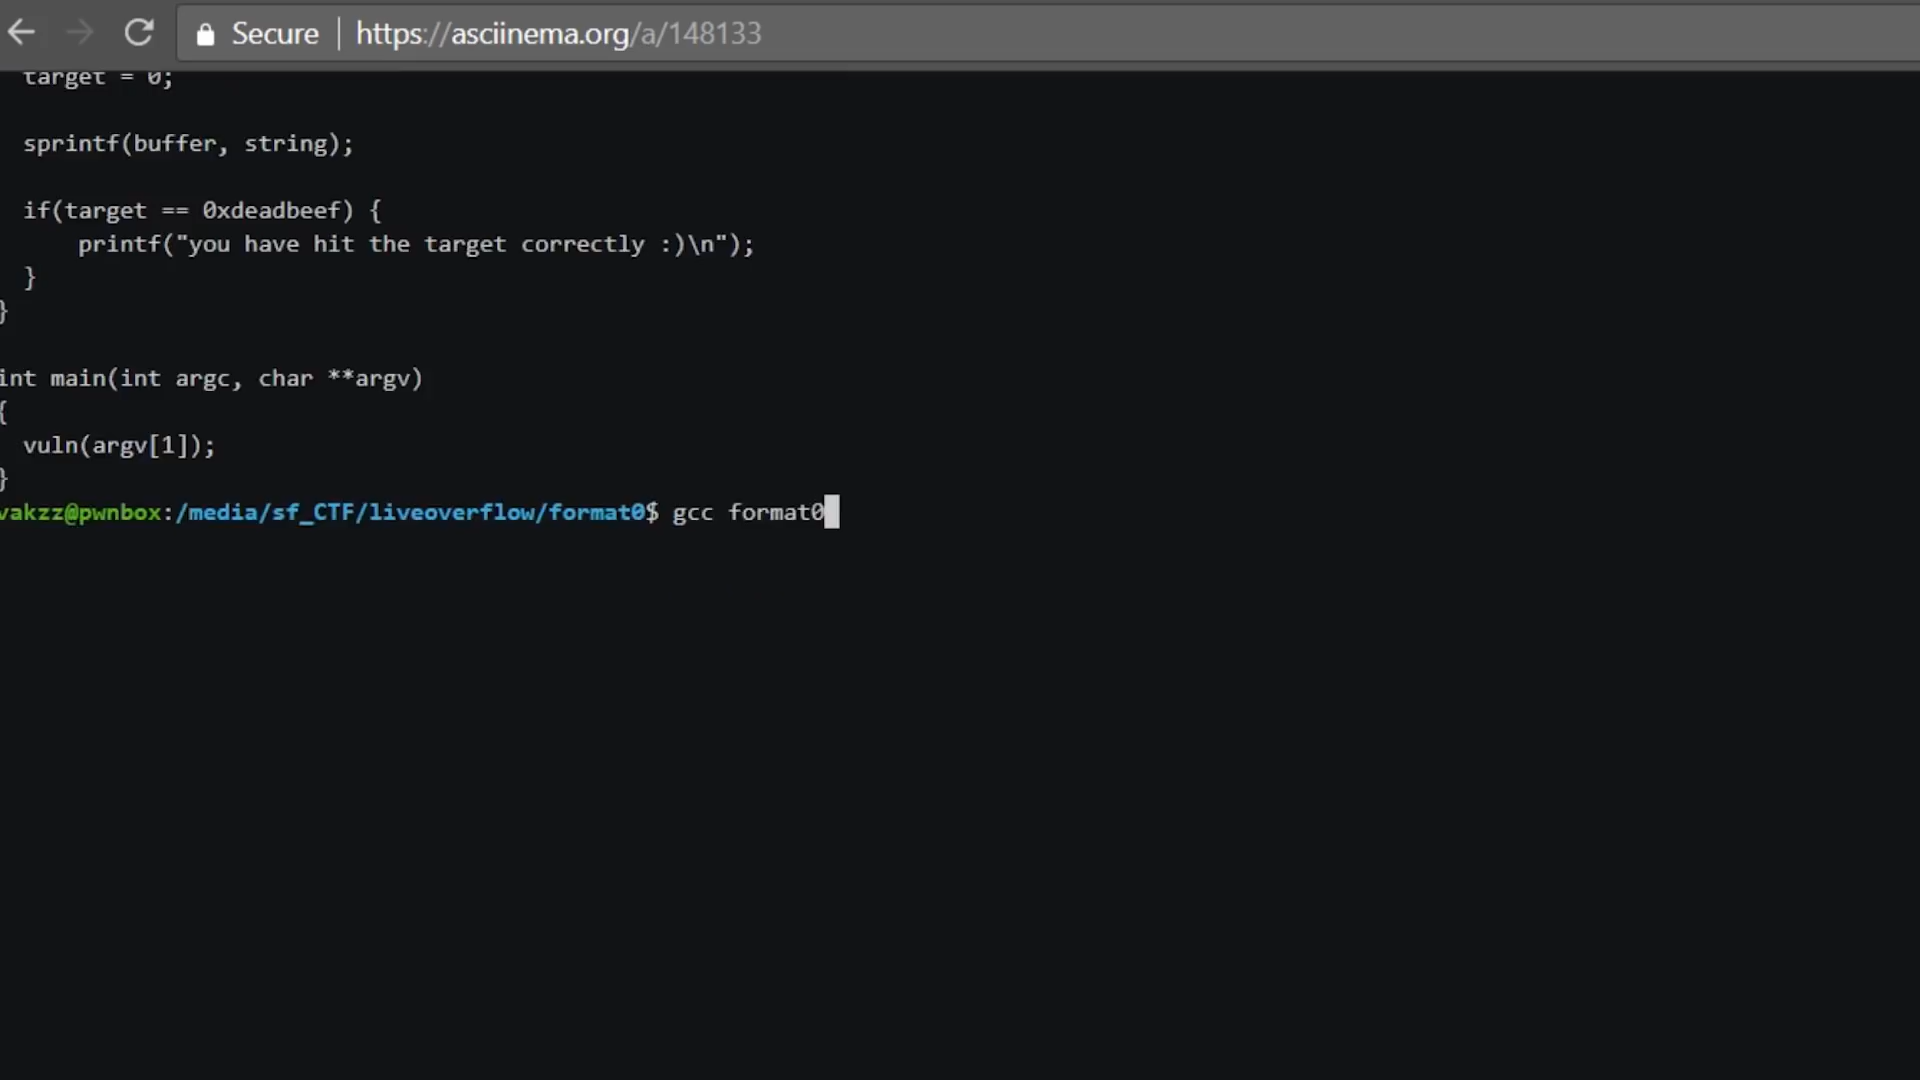 Secure | https://asciinema.org/a/148133
target = 0;
sprintf(buffer, string);
if(target == 0xdeadbeef) {
printf("you have hit the target correctly :)\n");
}
}
int main(int argc, char **argv)
{
vuln(argv[1]);
}
vakzz@pwnbox:/media/sf_CTF/liveoverflow/format0$ gcc format0